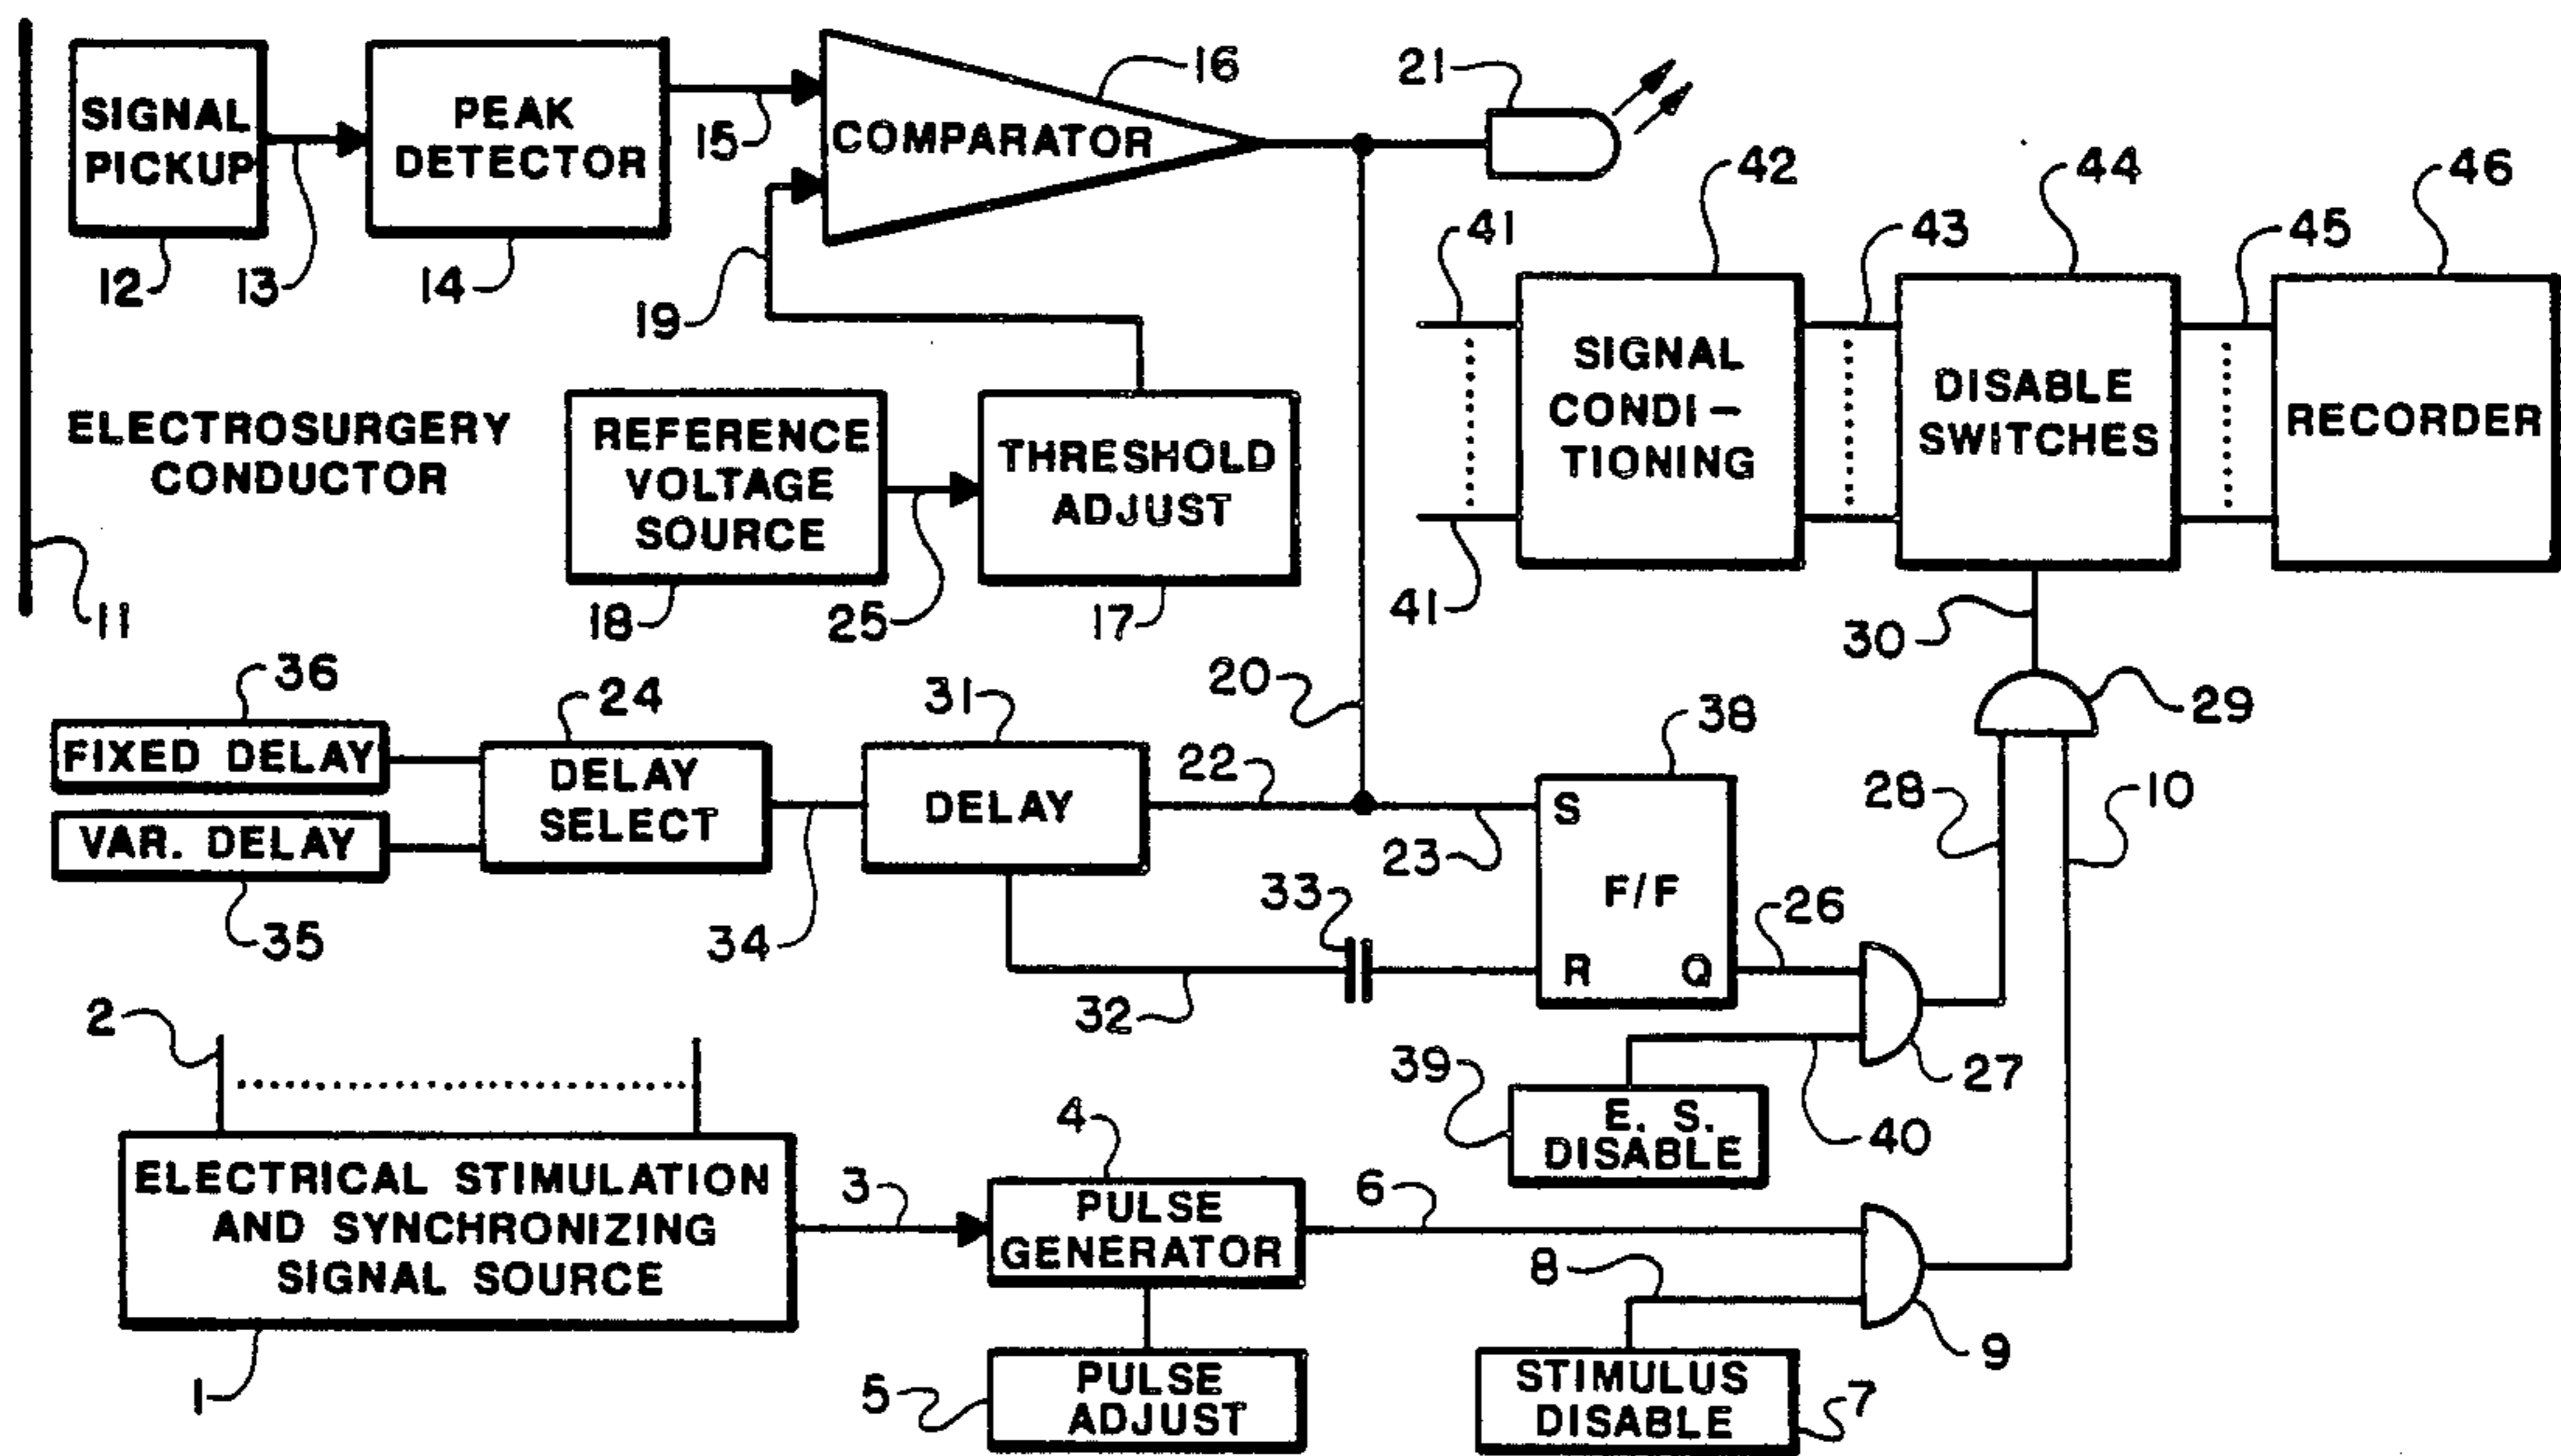 SIGNAL
PICKUP
12
13
PEAK
DETECTOR
14
15
COMPARATOR
16
21
19
ELECTROSURGERY
CONDUCTOR
11
REFERENCE
VOLTAGE
SOURCE
18
25
THRESHOLD
ADJUST
17
41
41
42
SIGNAL
CONDI-
TIONING
43
44
DISABLE
SWITCHES
45
46
RECORDER
30
29
28
10
36
FIXED DELAY
VAR. DELAY
35
24
DELAY
SELECT
34
31
DELAY
22
20
23
38
S
F/F
R
Q
33
32
26
27
39
E. S.
DISABLE
40
2
ELECTRICAL STIMULATION
AND SYNCHRONIZING
SIGNAL SOURCE
1
3
4
PULSE
GENERATOR
6
5
PULSE
ADJUST
8
9
STIMULUS
DISABLE
7